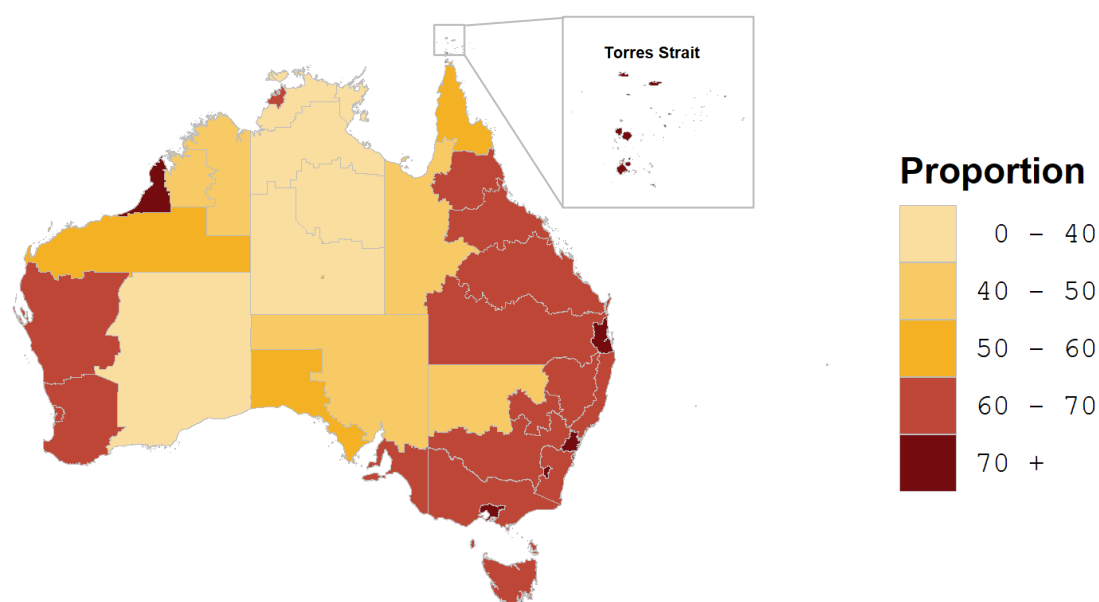 Torres Strait
Proportion
0 – 40
40 – 50
50 – 60
60 – 70
70 +